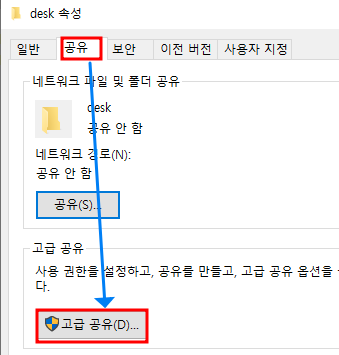 desk 속성
일반 공유 보안 이전 버전 사용자 지정
네트워크 파일 및 폴더 공유
desk
공유 안 함
네트워크 경로(N):
공유 안 함
공유(S)...
고급 공유
사용 권한을 설정하고, 공유를 만들고, 고급 공유 옵션을
다.
고급 공유(D)...